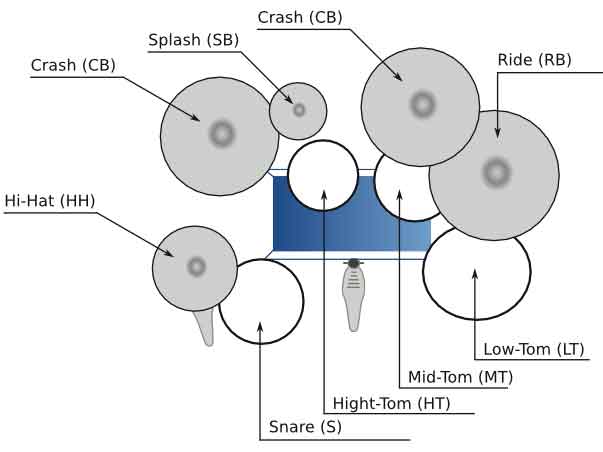 Crash (CB)
Splash (SB)
Crash (CB)
Ride (RB)
Hi-Hat (HH)
Low-Tom (LT)
Mid-Tom (MT)
Hight-Tom (HT)
Snare (S)